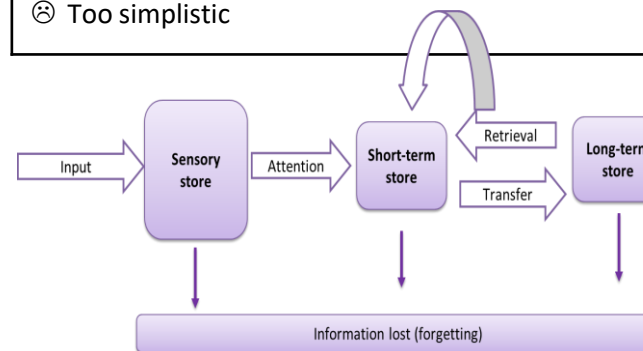 ☹ Too simplistic
Input
Sensory
store
Attention
Short-term
store
Retrieval
Transfer
Long-term
store
Information lost (forgetting)